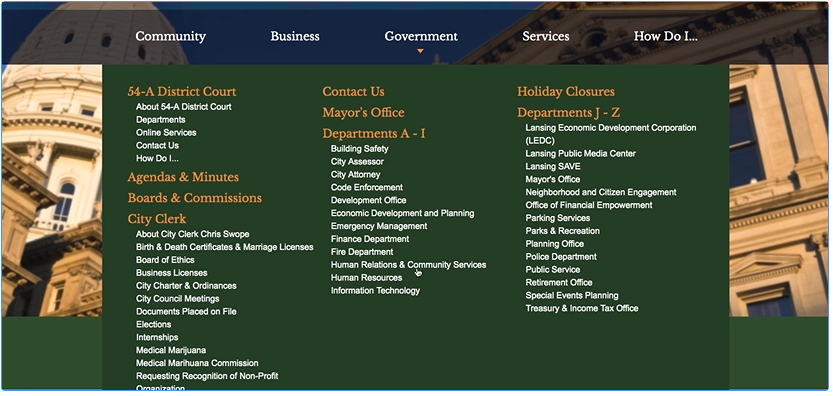 Community
Business
Government
Services
How Do I...
54-A District Court
About 54-A District Court
Departments
Online Services
Contact Us
How Do I...
Agendas & Minutes
Boards & Commissions
City Clerk
About City Clerk Chris Swope
Birth & Death Certificates & Marriage Licenses
Board of Ethics
Business Licenses
City Charter & Ordinances
City Council Meetings
Documents Placed on File
Elections
Internships
Medical Marijuana
Medical Marihuana Commission
Requesting Recognition of Non-Profit
Organization
Contact Us
Mayor's Office
Departments A - I
Building Safety
City Assessor
City Attorney
Code Enforcement
Development Office
Economic Development and Planning
Emergency Management
Finance Department
Fire Department
Human Relations & Community Services
Human Resources
Information Technology
Holiday Closures
Departments J - Z
Lansing Economic Development Corporation
(LEDC)
Lansing Public Media Center
Lansing SAVE
Mayor's Office
Neighborhood and Citizen Engagement
Office of Financial Empowerment
Parking Services
Parks & Recreation
Planning Office
Police Department
Public Service
Retirement Office
Special Events Planning
Treasury & Income Tax Office